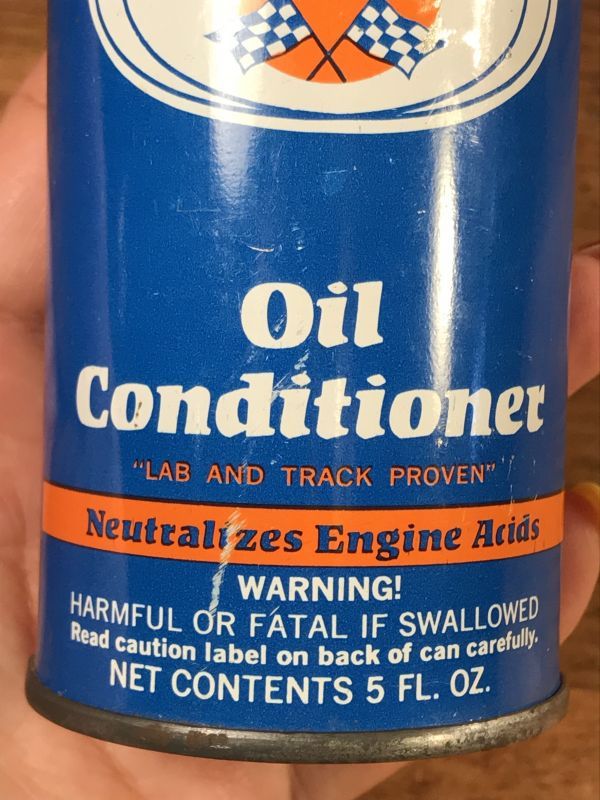 Oil
Conditioner
"LAB AND TRACK PROVEN"
Neutralizes Engine Acids
WARNING!
HARMFUL OR FATAL IF SWALLOWED
Read caution label on back of can carefully.
NET CONTENTS 5 FL. OZ.